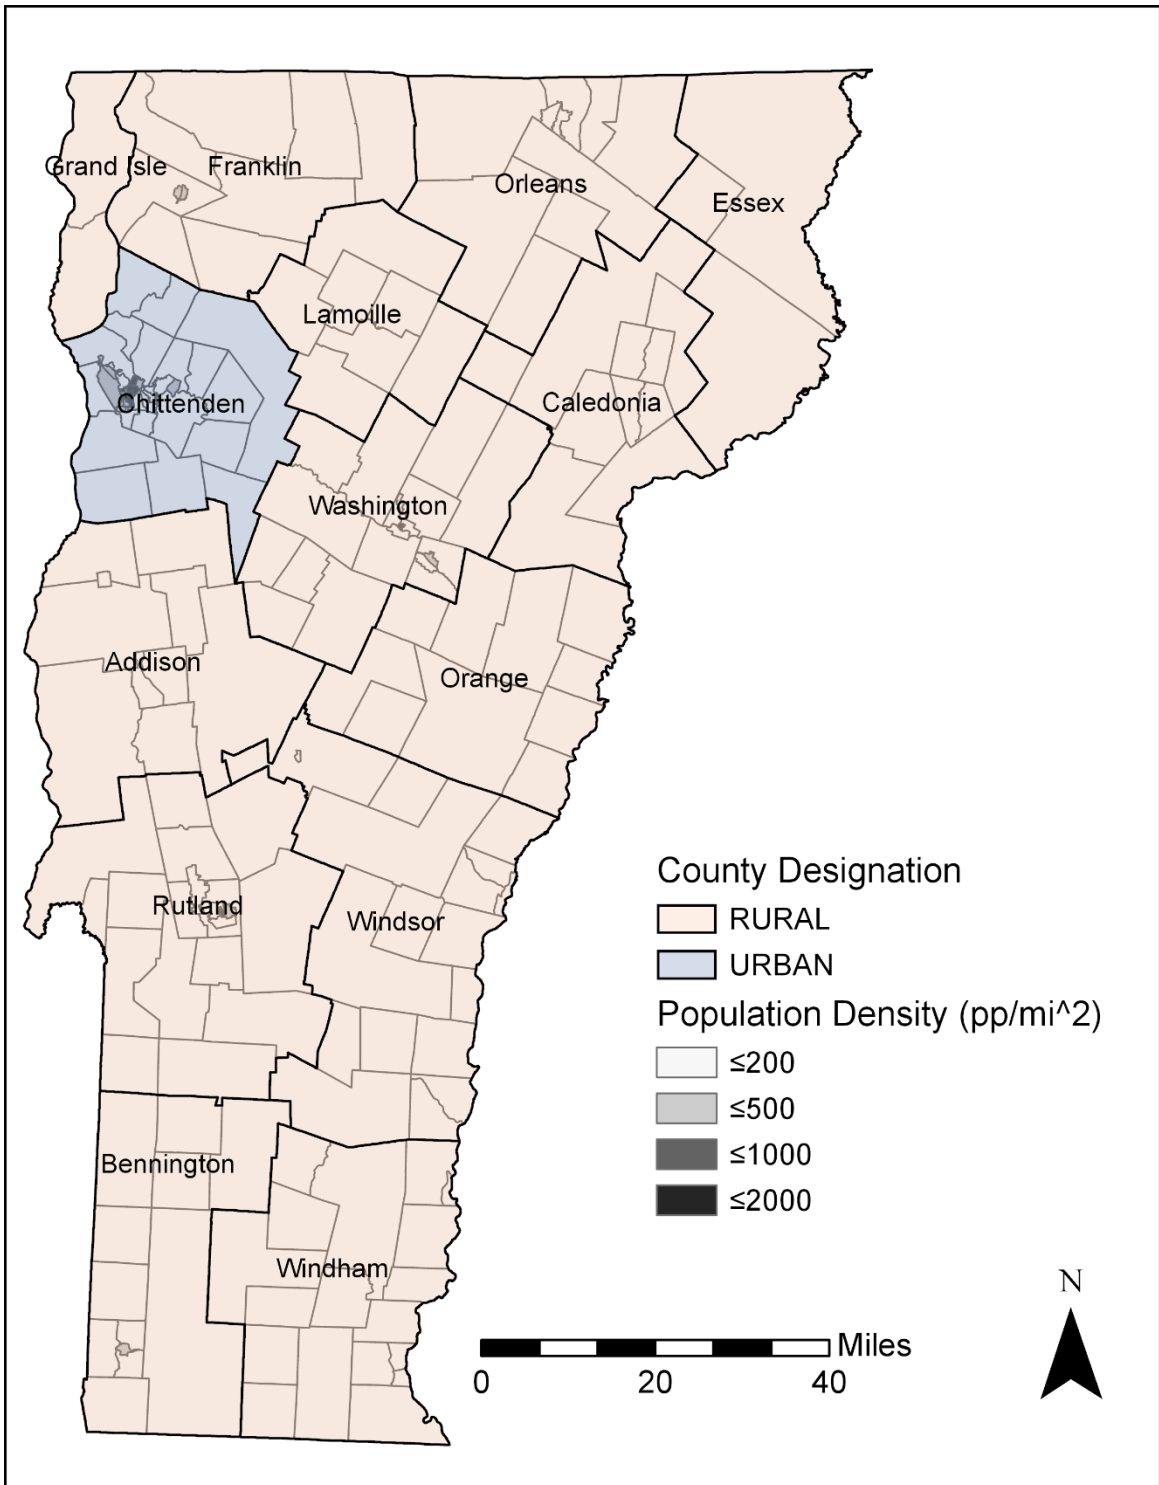 Grand Isle
Franklin
Orleans
Essex
Lamoille
Chittenden
Caledonia
Washington
Addison
Orange
Rutland
Windsor
Bennington
Windham
County Designation
RURAL
URBAN
Population Density (pp/mi^2)
≤200
≤500
≤1000
≤2000
N
Miles
0 20 40